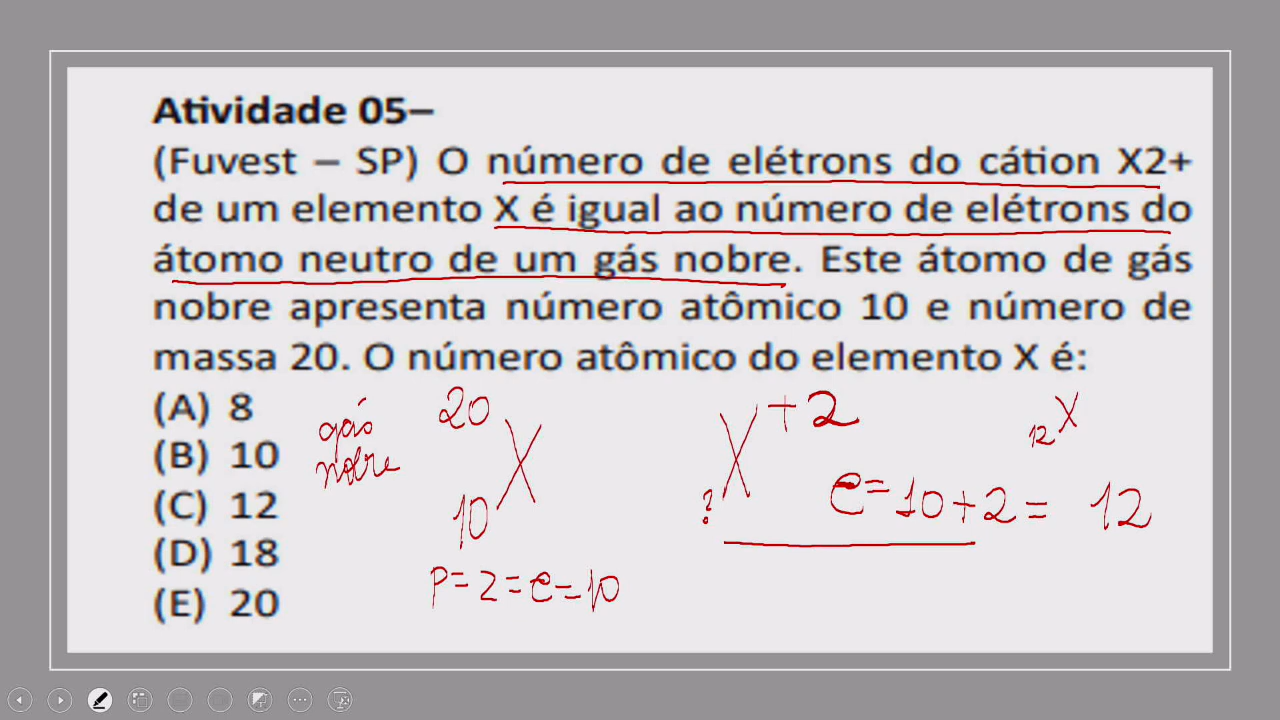 Atividade 05–
(Fuvest – SP) O número de elétrons do cátion X2+
de um elemento X é igual ao número de elétrons do
átomo neutro de um gás nobre. Este átomo de gás
nobre apresenta número atômico 10 e número de
massa 20. O número atômico do elemento X é:
(A) 8
(B) 10
(C) 12
(D) 18
(E) 20
gás
nobre
20
X
10
P=2=e=10
X+2
?
e=10+2= 12
12X